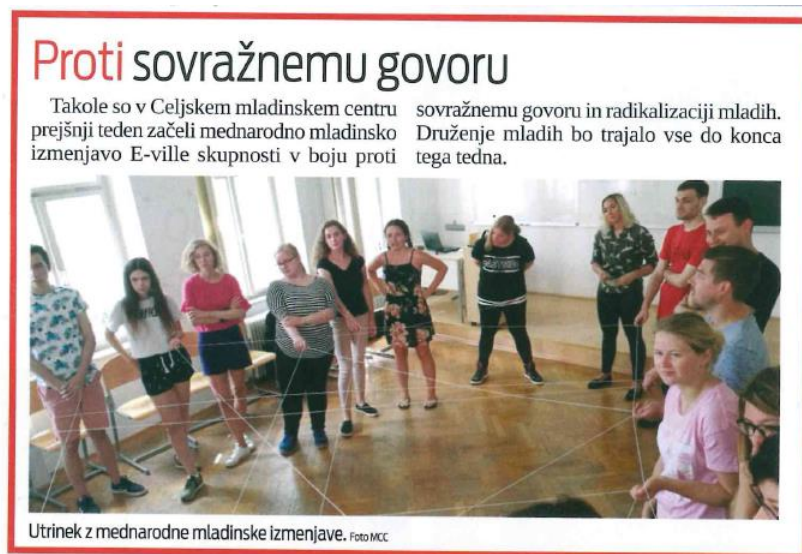 Proti sovražnemu govoru
Takole so v Celjskem mladinskem centru
prejšnji teden začeli mednarodno mladinsko
izmenjavo E-ville skupnosti v boju proti
sovražnemu govoru in radikalizaciji mladih.
Druženje mladih bo trajalo vse do konca
tega tedna.
Utrinek z mednarodne mladinske izmenjave. Foto MCC